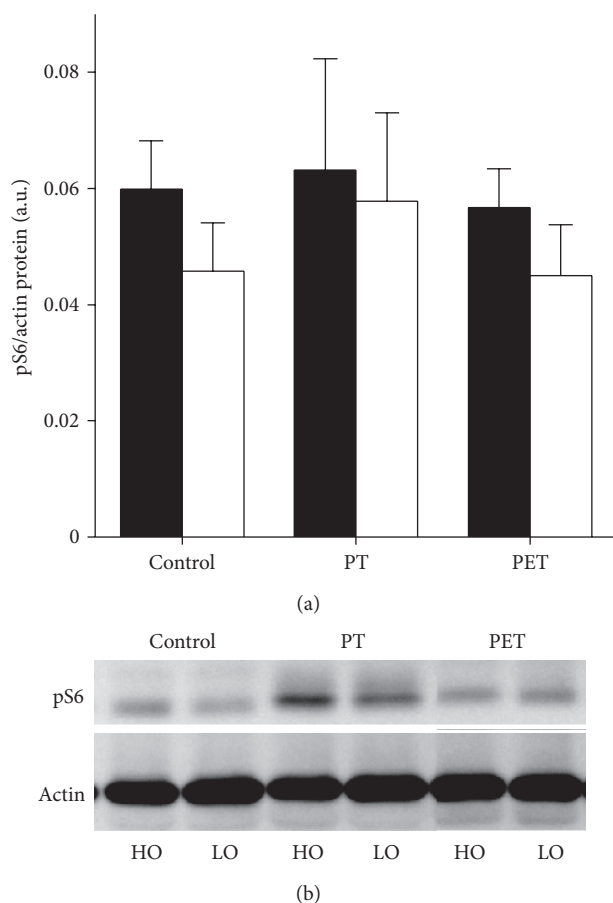 0.08
0.06
0.04
0.02
0
pS6/actin protein (a.u.)
Control PT PET
(a)
Control PT PET
pS6
Actin
HO LO HO LO HO LO
(b)